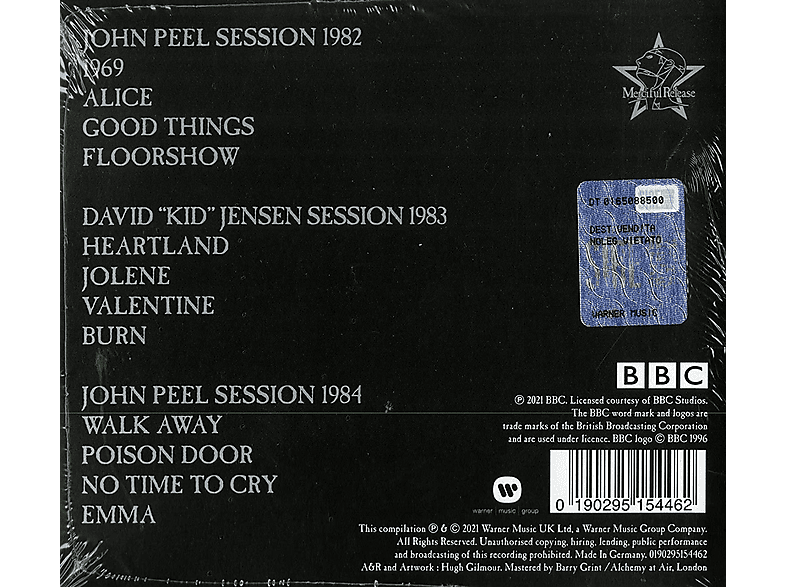 JOHN PEEL SESSION 1982
1969
ALICE
GOOD THINGS
FLOORSHOW
DAVID “KID” JENSEN SESSION 1983
HEARTLAND
JOLENE
VALENTINE
BURN
JOHN PEEL SESSION 1984
WALK AWAY
POISON DOOR
NO TIME TO CRY
EMMA
Merciful Release
DT 0165088500
DEST.VENDITA
NOLEG.VIETATO
WARNER MUSIC
BBC
℗ 2021 BBC. Licensed courtesy of BBC Studios.
The BBC word mark and logos are
trade marks of the British Broadcasting Corporation
and are used under licence. BBC logo © BBC 1996
warner music group
0 190295 154462
This compilation ℗ & © 2021 Warner Music UK Ltd, a Warner Music Group Company.
All Rights Reserved. Unauthorised copying, hiring, lending, public performance
and broadcasting of this recording prohibited. Made In Germany. 0190295154462
A&R and Artwork : Hugh Gilmour. Mastered by Barry Grint / Alchemy at Air, London